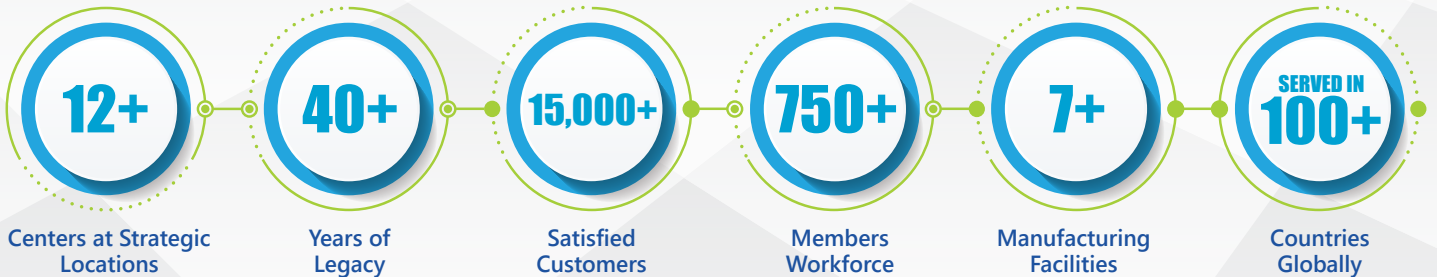 12+
Centers at Strategic
Locations
40+
Years of
Legacy
15,000+
Satisfied
Customers
750+
Members
Workforce
7+
Manufacturing
Facilities
SERVED IN
100+
Countries
Globally